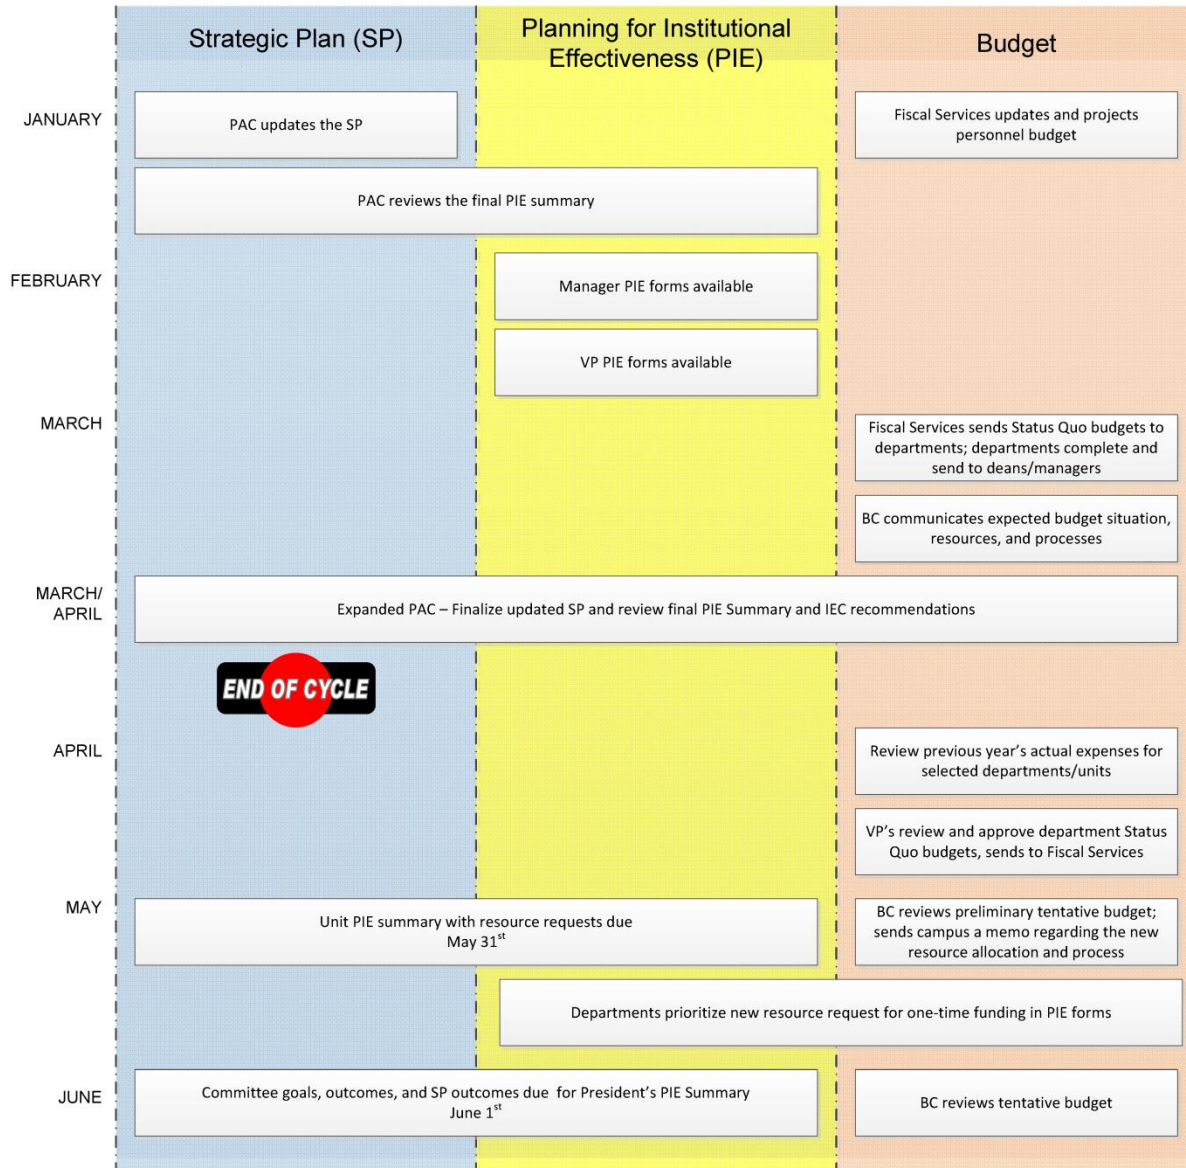 Strategic Plan (SP)
Planning for Institutional
Effectiveness (PIE)
Budget
JANUARY
PAC updates the SP
Fiscal Services updates and projects
personnel budget
PAC reviews the final PIE summary
FEBRUARY
Manager PIE forms available
VP PIE forms available
MARCH
Fiscal Services sends Status Quo budgets to
departments; departments complete and
send to deans/managers
BC communicates expected budget situation,
resources, and processes
MARCH/
APRIL
Expanded PAC – Finalize updated SP and review final PIE Summary and IEC recommendations
END OF CYCLE
APRIL
Review previous year's actual expenses for
selected departments/units
VP's review and approve department Status
Quo budgets, sends to Fiscal Services
MAY
Unit PIE summary with resource requests due
May 31st
BC reviews preliminary tentative budget;
sends campus a memo regarding the new
resource allocation and process
Departments prioritize new resource request for one-time funding in PIE forms
JUNE
Committee goals, outcomes, and SP outcomes due for President's PIE Summary
June 1st
BC reviews tentative budget